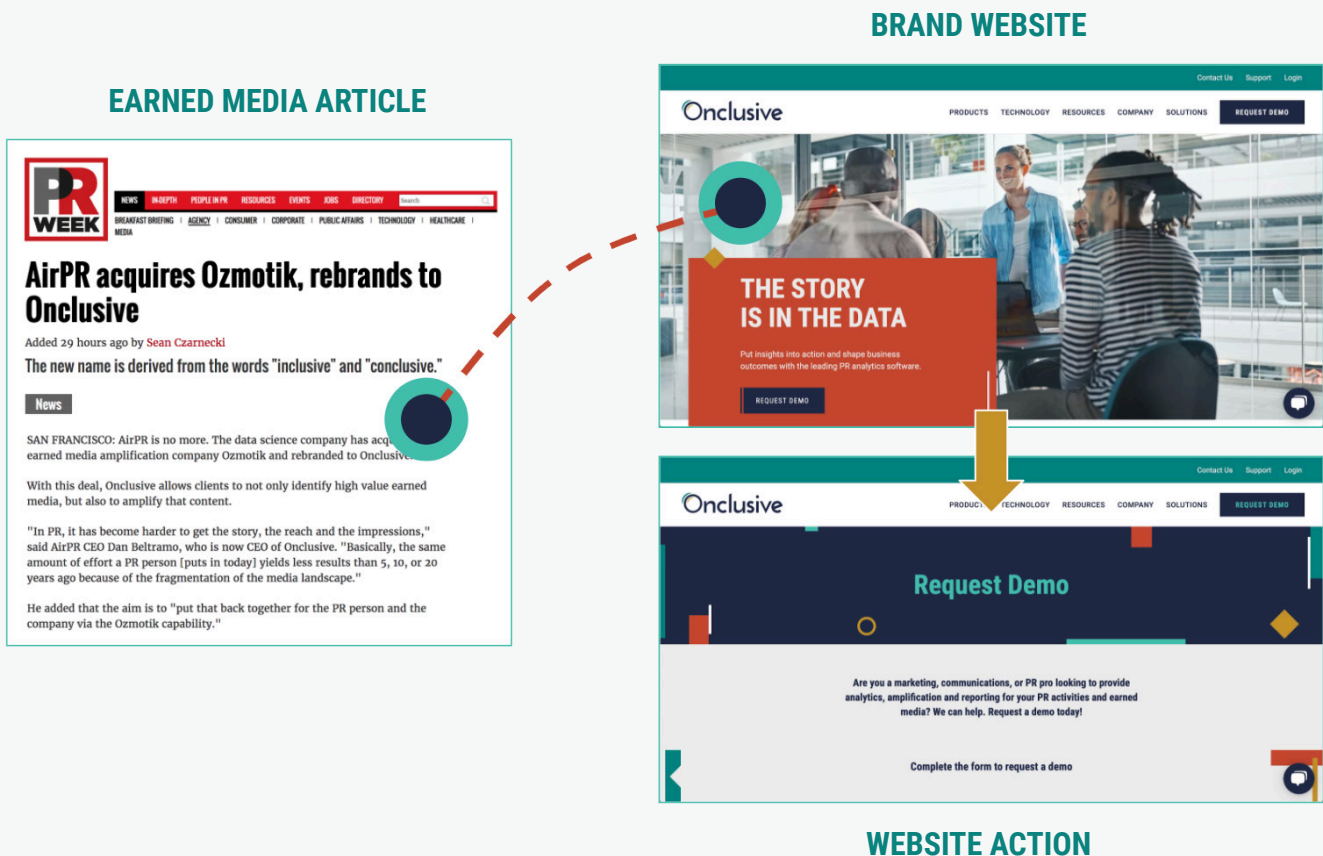 BRAND WEBSITE
EARNED MEDIA ARTICLE
PR
WEEK
NEWS IN-DEPTH PEOPLE IN PR RESOURCES EVENTS JOBS DIRECTORY Search
BREAKFAST BRIEFING | AGENCY | CONSUMER | CORPORATE | PUBLIC AFFAIRS | TECHNOLOGY | HEALTHCARE |
MEDIA
AirPR acquires Ozmotik, rebrands to
Onclusive
Added 29 hours ago by Sean Czarnecki
The new name is derived from the words "inclusive" and "conclusive."
News
SAN FRANCISCO: AirPR is no more. The data science company has acq
earned media amplification company Ozmotik and rebranded to Onclusive.
With this deal, Onclusive allows clients to not only identify high value earned
media, but also to amplify that content.
"In PR, it has become harder to get the story, the reach and the impressions,"
said AirPR CEO Dan Beltramo, who is now CEO of Onclusive. "Basically, the same
amount of effort a PR person [puts in today] yields less results than 5, 10, or 20
years ago because of the fragmentation of the media landscape."
He added that the aim is to "put that back together for the PR person and the
company via the Ozmotik capability."
Contact Us Support Login
Onclusive PRODUCTS TECHNOLOGY RESOURCES COMPANY SOLUTIONS REQUEST DEMO
THE STORY
IS IN THE DATA
Put insights into action and shape business
outcomes with the leading PR analytics software.
REQUEST DEMO
Contact Us Support Login
Onclusive PRODUCT TECHNOLOGY RESOURCES COMPANY SOLUTIONS REQUEST DEMO
Request Demo
Are you a marketing, communications, or PR pro looking to provide
analytics, amplification and reporting for your PR activities and earned
media? We can help. Request a demo today!
Complete the form to request a demo
WEBSITE ACTION